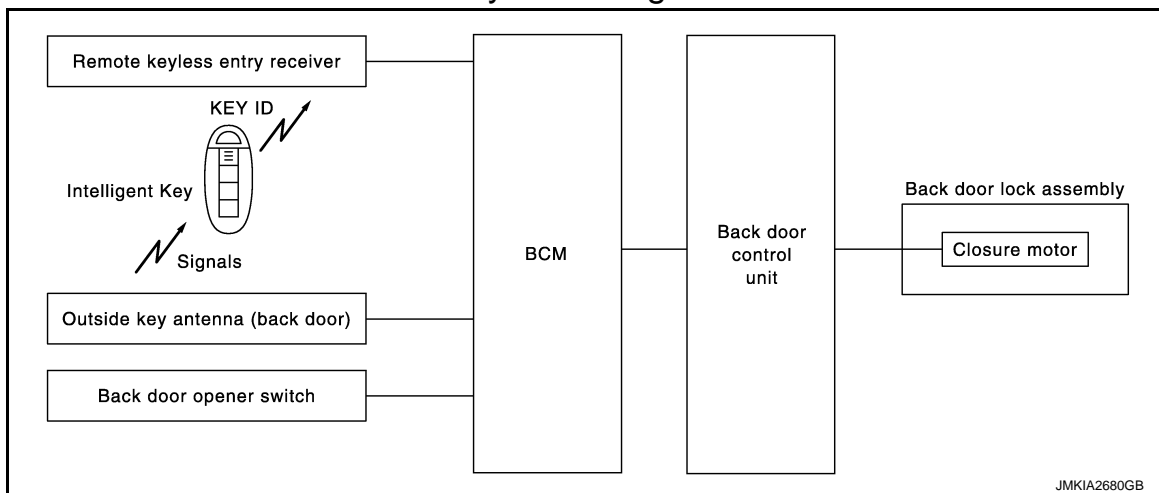 Remote keyless entry receiver
KEY ID
Intelligent Key
Signals
Outside key antenna (back door)
Back door opener switch
BCM
Back door
control
unit
Back door lock assembly
Closure motor
JMKIA2680GB